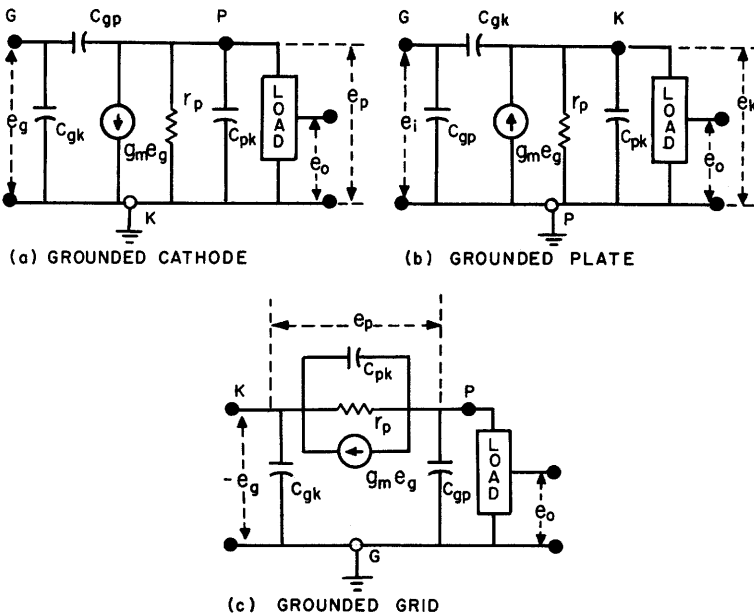 G
Cgp
P
eg
Cgk
gmeg
rp
Cpk
LOAD
eo
ep
K
(a) GROUNDED CATHODE
G
Cgk
K
ei
Cgp
gmeg
rp
Cpk
LOAD
eo
ek
P
(b) GROUNDED PLATE
ep
Cpk
K
rp
P
-eg
Cgk
gmeg
Cgp
LOAD
eo
G
(c) GROUNDED GRID